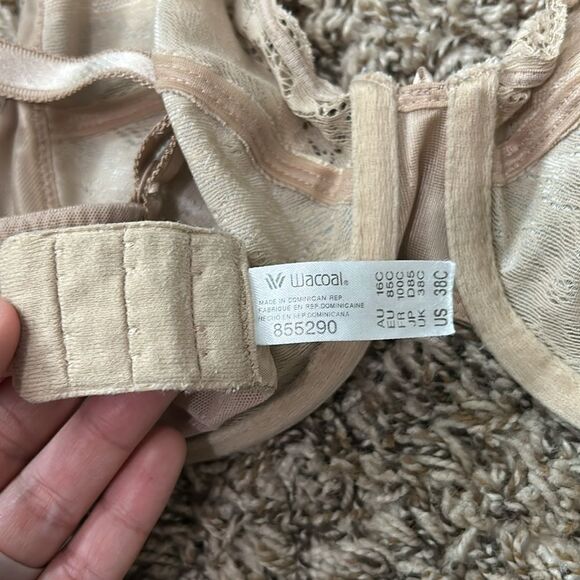 Wacoal®
MADE IN DOMINICAN REP.
FABRIQUE EN REP.DOMINICAINE
HECHO EN REP.DOMINICANA
855290
AU 16C
EU 85C
FR 100C
JP D85
UK 38C
US 38C